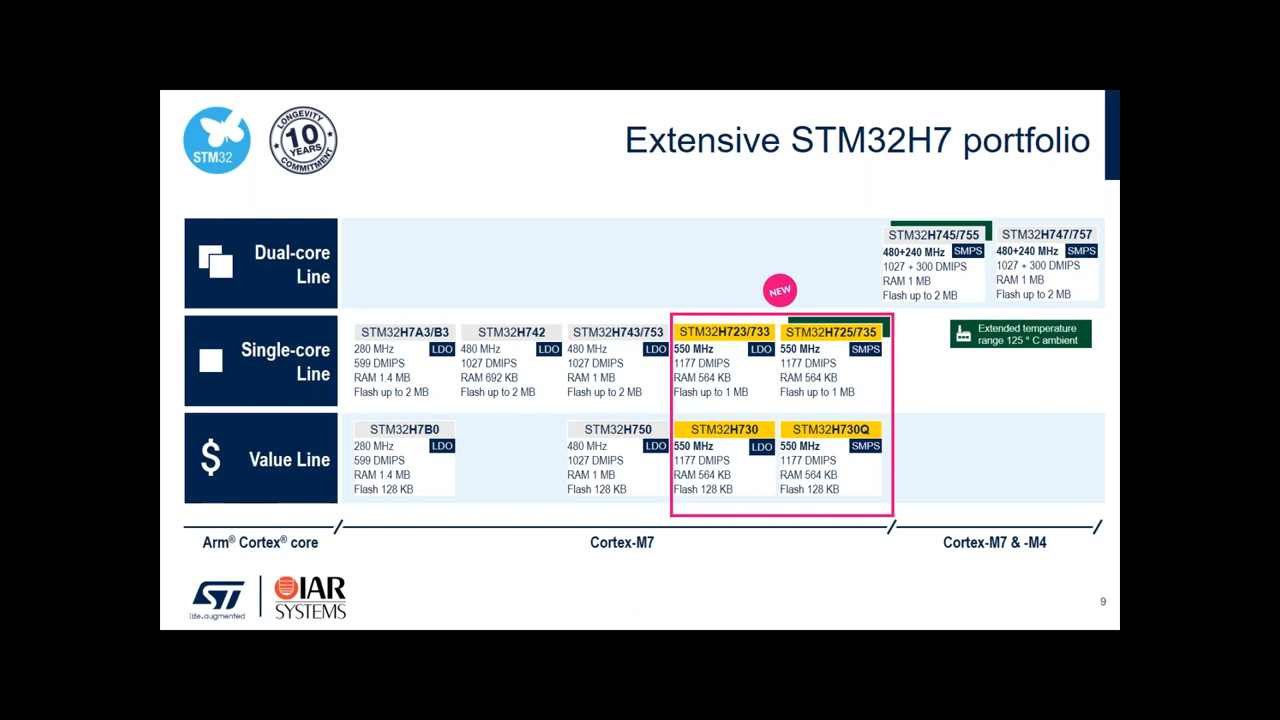 STM32
LONGEVITY
10
YEARS
COMMITMENT
Extensive STM32H7 portfolio
Dual-core
Line
STM32H745/755
480+240 MHz SMPS
1027 + 300 DMIPS
RAM 1 MB
Flash up to 2 MB
STM32H747/757
480+240 MHz SMPS
1027 + 300 DMIPS
RAM 1 MB
Flash up to 2 MB
NEW
Single-core
Line
STM32H7A3/B3
280 MHz LDO
599 DMIPS
RAM 1.4 MB
Flash up to 2 MB
STM32H742
480 MHz LDO
1027 DMIPS
RAM 692 KB
Flash up to 2 MB
STM32H743/753
480 MHz LDO
1027 DMIPS
RAM 1 MB
Flash up to 2 MB
STM32H723/733
550 MHz LDO
1177 DMIPS
RAM 564 KB
Flash up to 1 MB
STM32H725/735
550 MHz SMPS
1177 DMIPS
RAM 564 KB
Flash up to 1 MB
Extended temperature
range 125 ° C ambient
$ Value Line
STM32H7B0
280 MHz LDO
599 DMIPS
RAM 1.4 MB
Flash 128 KB
STM32H750
480 MHz LDO
1027 DMIPS
RAM 1 MB
Flash 128 KB
STM32H730
550 MHz LDO
1177 DMIPS
RAM 564 KB
Flash 128 KB
STM32H730Q
550 MHz SMPS
1177 DMIPS
RAM 564 KB
Flash 128 KB
Arm® Cortex® core
Cortex-M7
Cortex-M7 & -M4
ST
life.augmented
IAR
SYSTEMS
9